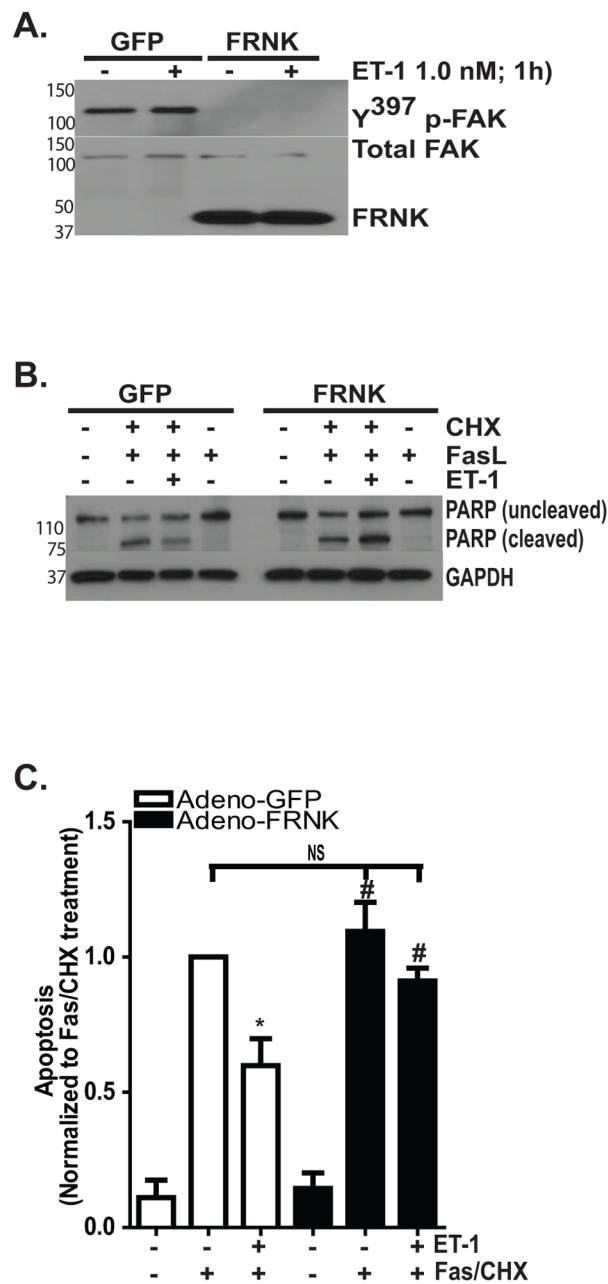 A.
GFP FRNK
- + - + ET-1 1.0 nM; 1h)
150
100
Y397 p-FAK
150
100
Total FAK
50
37
FRNK
B.
GFP FRNK
- + + - - + + - CHX
- + + + - + + + FasL
+ + ET-1
PARP (uncleaved)
110
75
PARP (cleaved)
37
GAPDH
C.
Adeno-GFP
Adeno-FRNK
1.5
NS
#
1.0
#
*
0.5
0.0
Apoptosis
(Normalized to Fas/CHX treatment)
- - + - - + ET-1
- + + - + + Fas/CHX